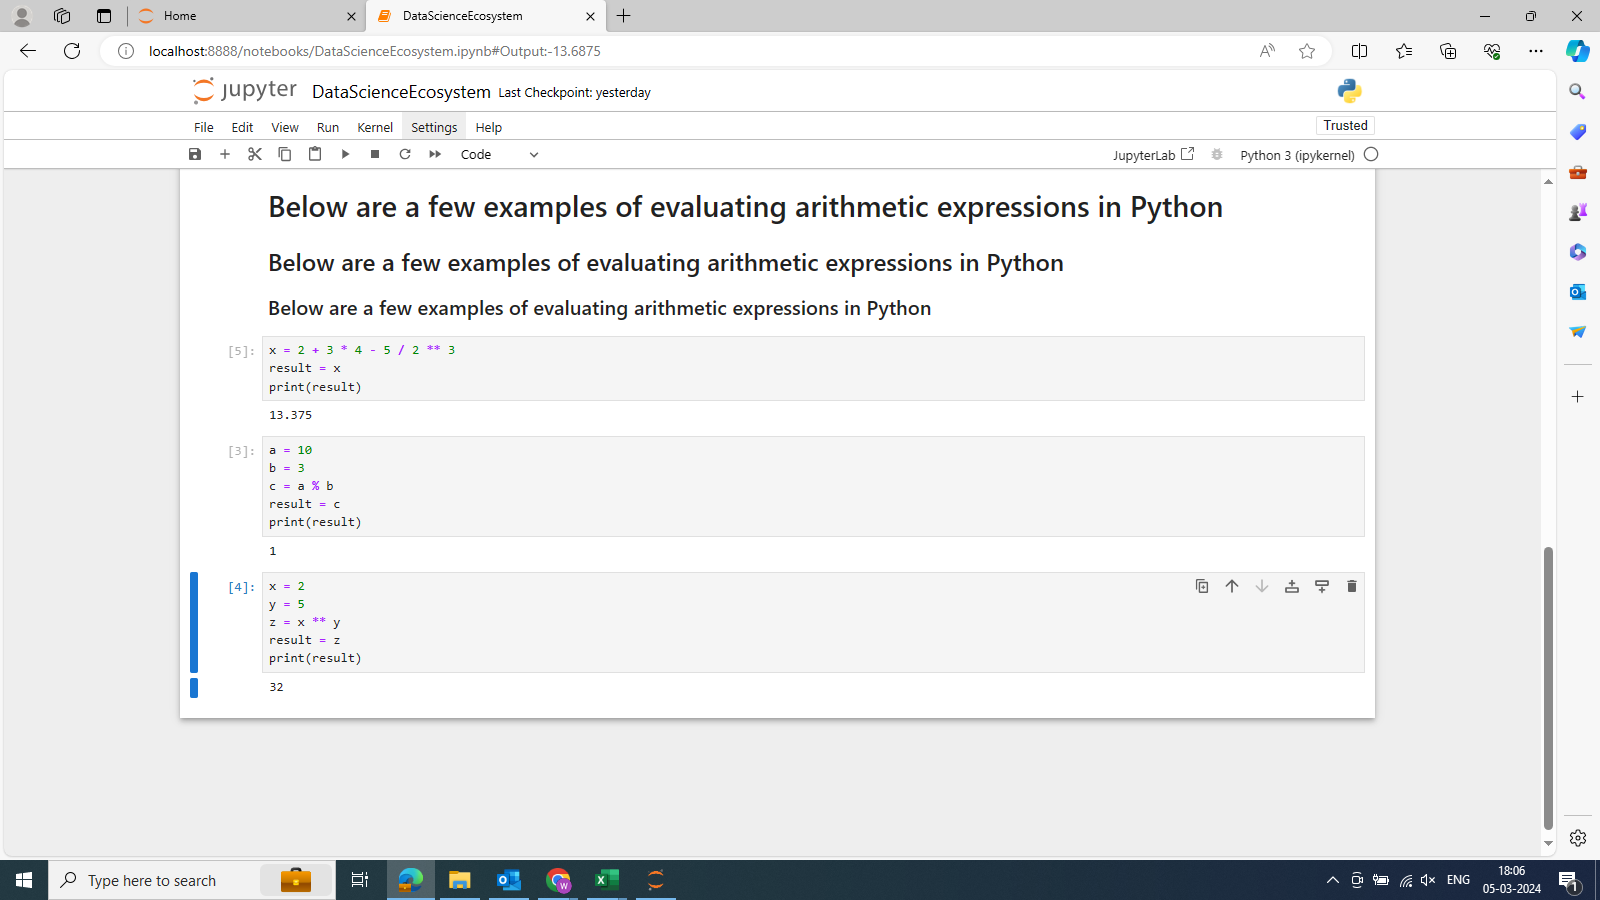 Home
DataScienceEcosystem
localhost:8888/notebooks/DataScienceEcosystem.ipynb#Output:-13.6875
jupyter DataScienceEcosystem Last Checkpoint: yesterday
File Edit View Run Kernel Settings Help
Trusted
Code
JupyterLab
Python 3 (ipykernel)
Below are a few examples of evaluating arithmetic expressions in Python
Below are a few examples of evaluating arithmetic expressions in Python
Below are a few examples of evaluating arithmetic expressions in Python
[5]: x = 2 + 3 * 4 - 5 / 2 ** 3
result = x
print(result)
13.375
[3]: a = 10
b = 3
c = a % b
result = c
print(result)
1
[4]: x = 2
y = 5
z = x ** y
result = z
print(result)
32
Type here to search
W
ENG
18:06
05-03-2024
1